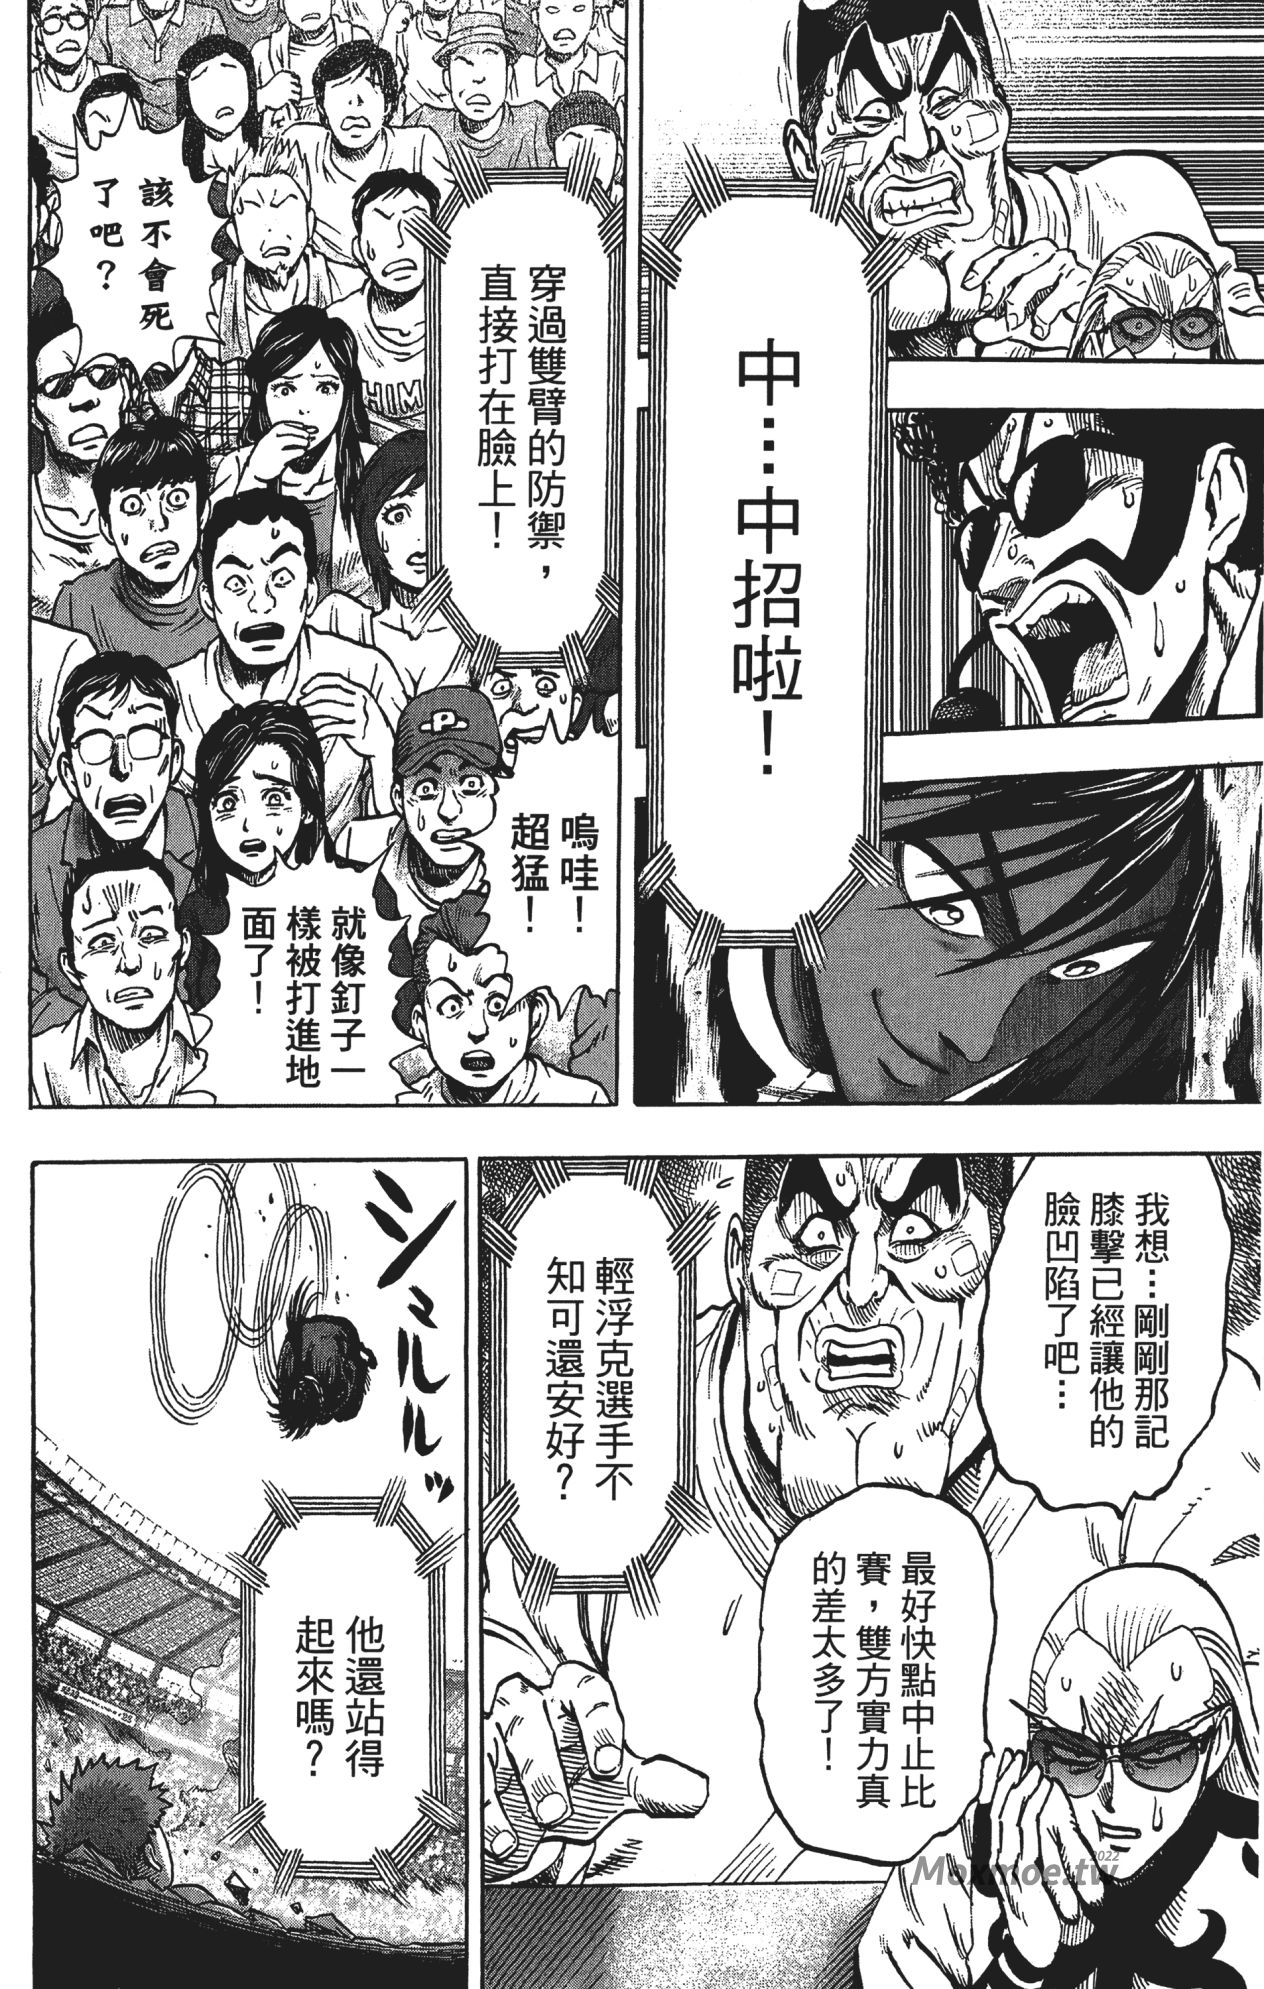 中…中招啦！
穿過雙臂的防禦，
直接打在臉上！
該不會死
了吧？
HIM
P
嗚哇！
超猛！
就像釘子一
樣被打進地
面了！
我想…剛剛那記
膝擊已經讓他的
臉凹陷了吧…
最好快點中止比
賽，雙方實力真
的差太多了！
輕浮克選手不
知可還安好？
シュルルルッ
他還站得
起來嗎？
2022
Moxmoe.tw